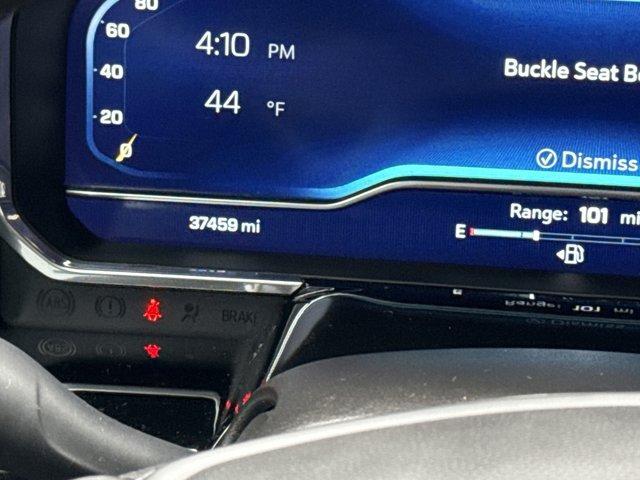 80
60
4:10 PM
40
Buckle Seat Be
44 °F
20
0
Dismiss
37459 mi
Range: 101 mi
E
ABS
BRAKE